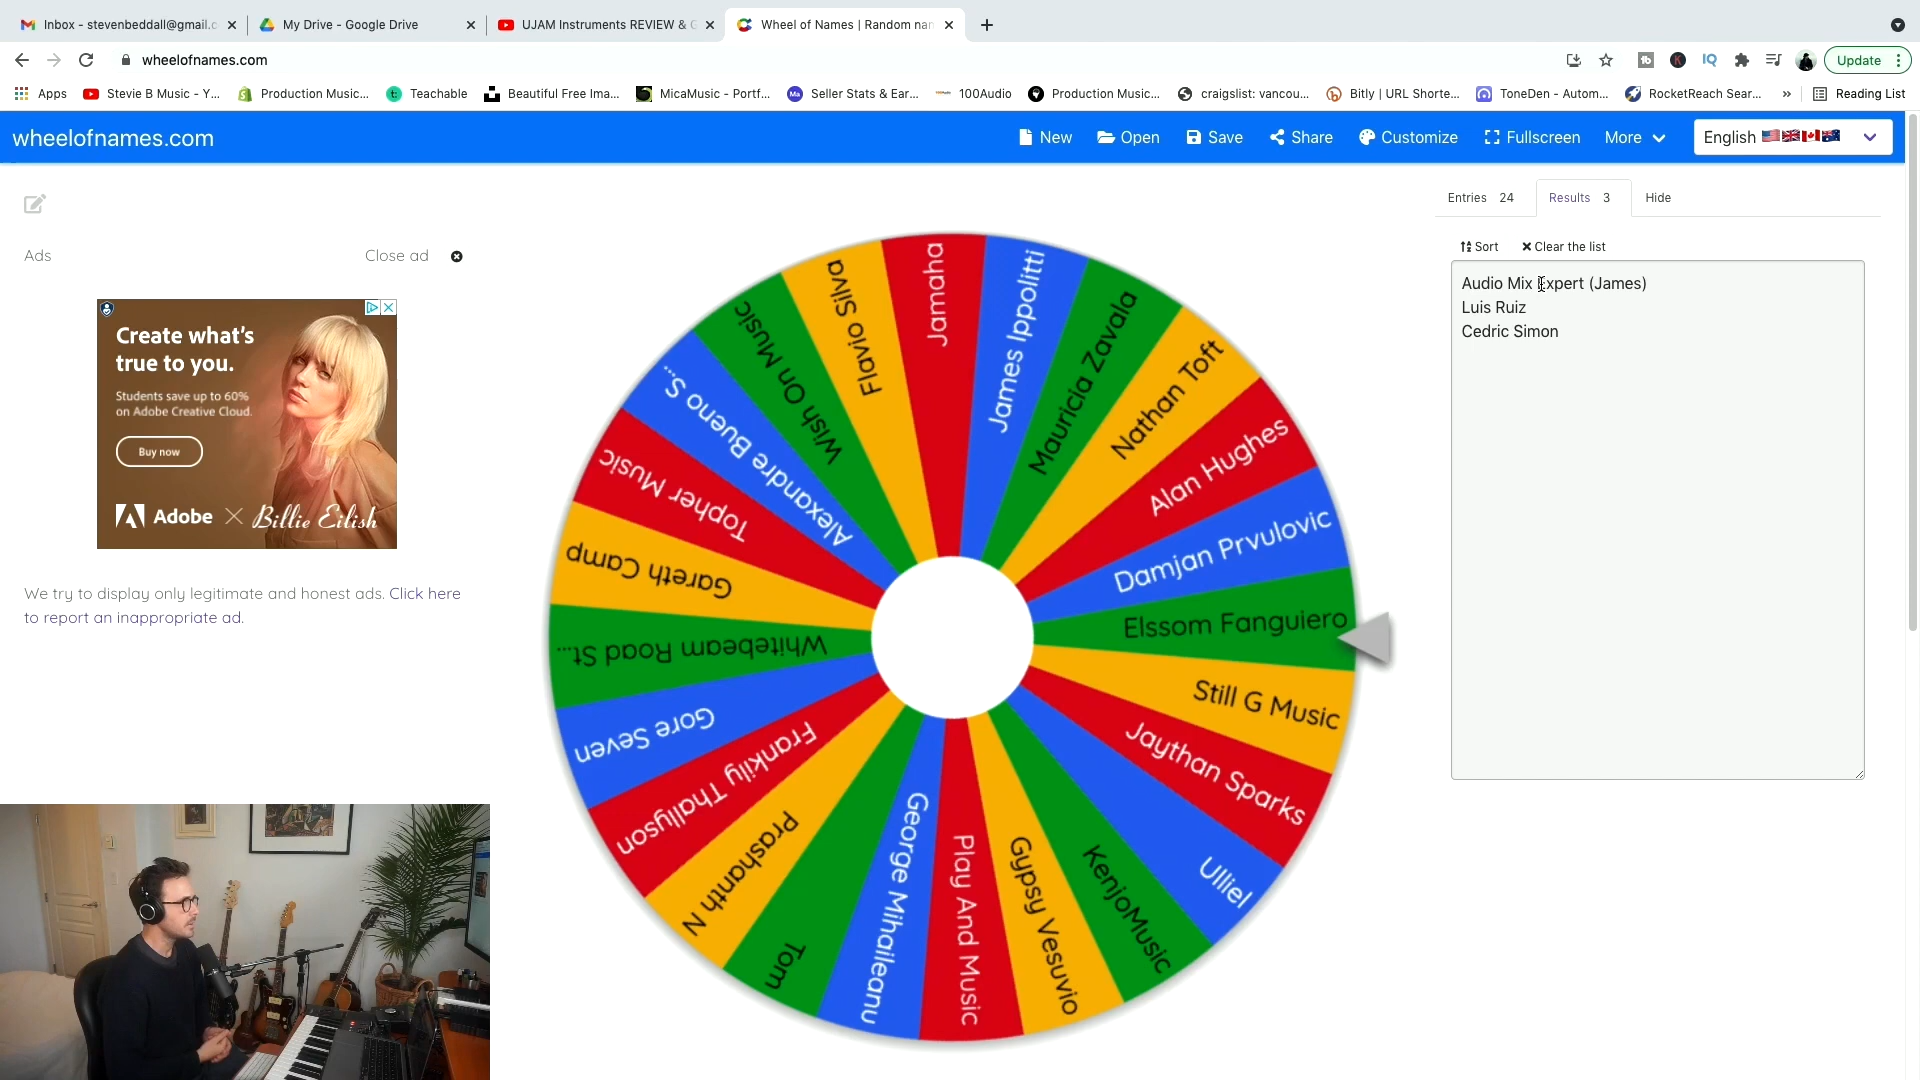 Inbox - stevenbeddall@gmail.c
My Drive - Google Drive
UJAM Instruments REVIEW & G
Wheel of Names | Random nan
wheelofnames.com
Update
Apps
Stevie B Music - Y...
Production Music...
Teachable
Beautiful Free Ima...
MicaMusic - Portf...
Seller Stats & Ear...
100Audio
Production Music...
craigslist: vancou...
Bitly | URL Shorte...
ToneDen - Autom...
RocketReach Sear...
»
Reading List
wheelofnames.com
New
Open
Save
Share
Customize
Fullscreen
More
English
Entries 24
Results 3
Hide
Sort
Clear the list
Audio Mix Expert (James)
Luis Ruiz
Cedric Simon
Ads
Close ad
Create what's
true to you.
Students save up to 60%
on Adobe Creative Cloud.
Buy now
Adobe × Billie Eilish
We try to display only legitimate and honest ads. Click here
to report an inappropriate ad.
Jamaha
James Ippolitti
Mauricia Zavala
Nathan Toft
Alan Hughes
Damjan Prvulovic
Elssom Fanguiero
Still G Music
Jaythan Sparks
Ulliel
KenjoMusic
Gypsy Vesuvio
Play And Music
George Mihaileanu
Tom
Prashanth N
Frankily Thallyson
Gore Seven
Whitebeam Road St...
Gareth Camp
Topher Music
Alexandre Bueno S...
Wish On Music
Flavio Silva